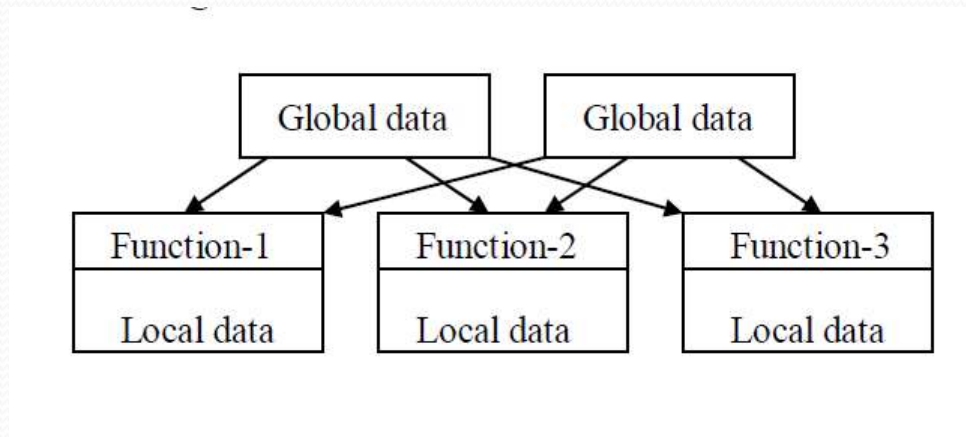 Global data Global data
Function-1 Function-2 Function-3
Local data Local data Local data